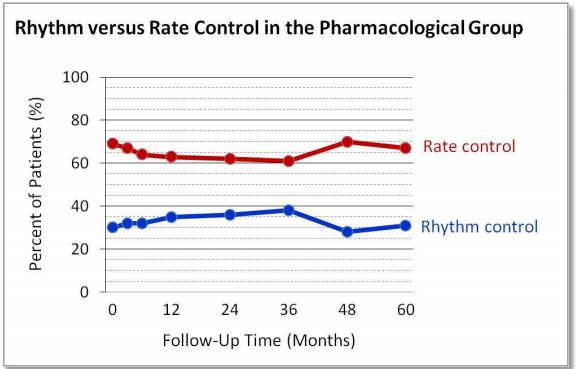 Rhythm versus Rate Control in the Pharmacological Group
Percent of Patients (%)
100
80
60
40
20
0
Rate control
Rhythm control
0 12 24 36 48 60
Follow-Up Time (Months)